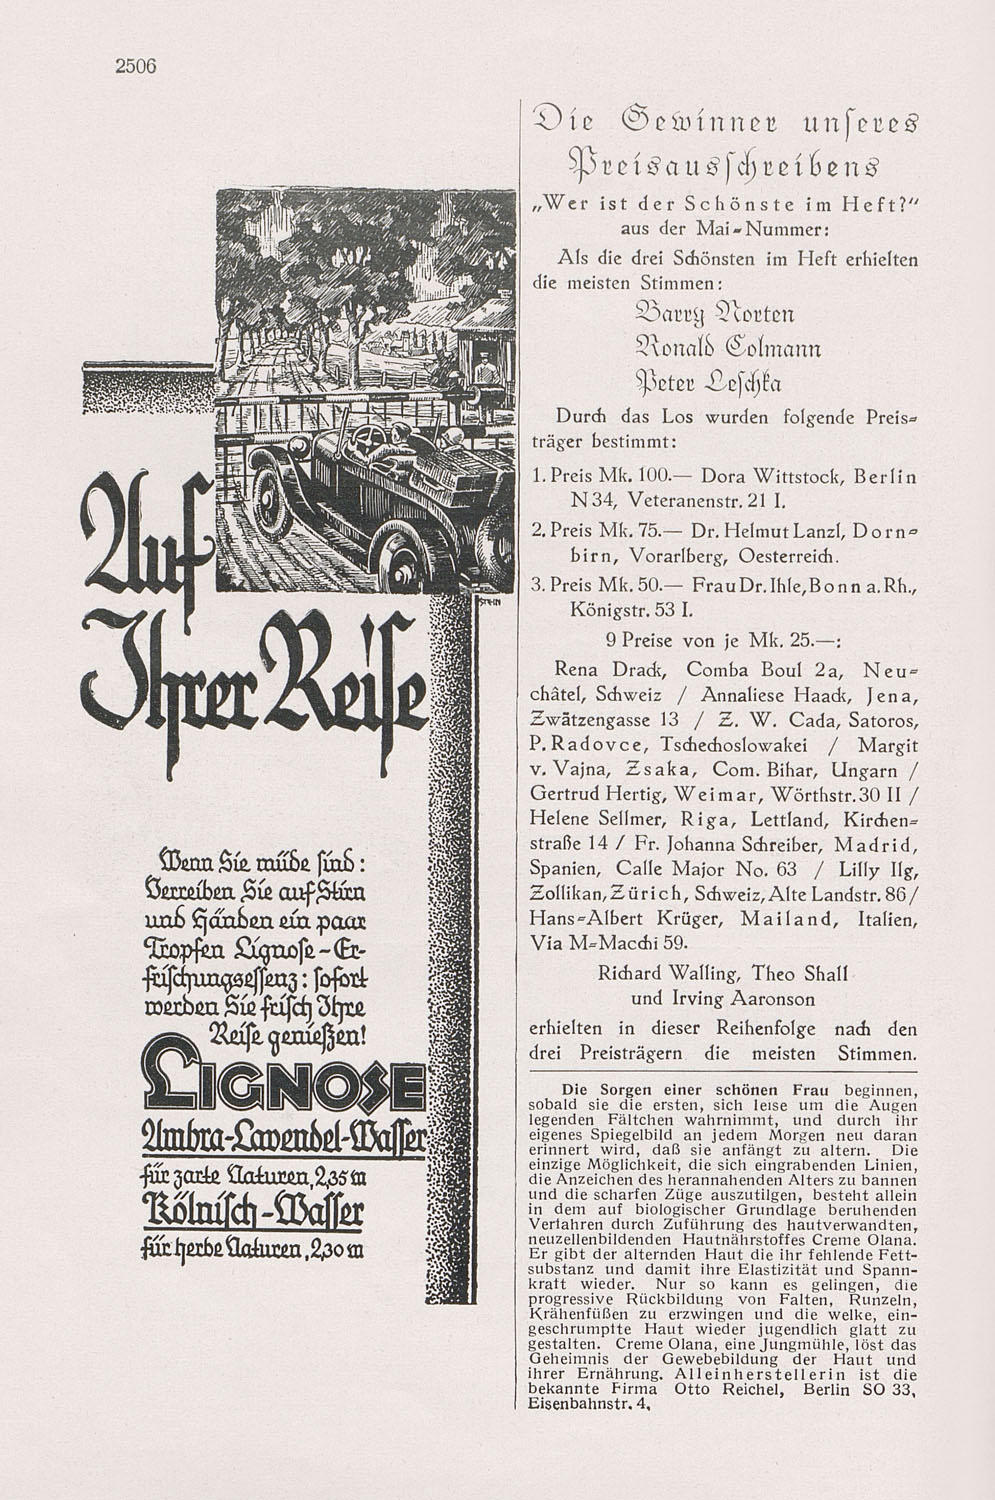 2506
Auf
Ihrer Reise
STEIN
Wenn Sie müde sind:
Verreiben Sie auf Stirn
und Händen ein paar
Tropfen Lignose-Er-
frischungsessenz: sofort
werden Sie frisch Ihre
Reise genießen!
LIGNOSE
Ambra-Lavendel-Wasser
für zarte Naturen, 2,35 m
Kölnisch-Wasser
für herbe Naturen, 2,30 m
Die Gewinner unseres
Preisausschreibens
„Wer ist der Schönste im Heft?“
aus der Mai-Nummer:
Als die drei Schönsten im Heft erhielten
die meisten Stimmen:
Barry Norten
Ronald Colmann
Peter Leschka
Durch das Los wurden folgende Preis-
träger bestimmt:
1. Preis Mk. 100.— Dora Wittstock, Berlin
N 34, Veteranenstr. 21 I.
2. Preis Mk. 75.— Dr. Helmut Lanzl, Dorn-
birn, Vorarlberg, Oesterreich.
3. Preis Mk. 50.— Frau Dr. Ihle, Bonn a. Rh.,
Königstr. 53 I.
9 Preise von je Mk. 25.—:
Rena Drack, Comba Boul 2a, Neu-
châtel, Schweiz / Annaliese Haack, Jena,
Zwätzengasse 13 / Z. W. Cada, Satoros,
P. Radovce, Tschechoslowakei / Margit
v. Vajna, Zsaka, Com. Bihar, Ungarn /
Gertrud Hertig, Weimar, Wörthstr. 30 II /
Helene Sellmer, Riga, Lettland, Kirchen-
straße 14 / Fr. Johanna Schreiber, Madrid,
Spanien, Calle Major No. 63 / Lilly Ilg,
Zollikan, Zürich, Schweiz, Alte Landstr. 86 /
Hans-Albert Krüger, Mailand, Italien,
Via M-Macchi 59.
Richard Walling, Theo Shall
und Irving Aaronson
erhielten in dieser Reihenfolge nach den
drei Preisträgern die meisten Stimmen.
Die Sorgen einer schönen Frau beginnen,
sobald sie die ersten, sich leise um die Augen
legenden Fältchen wahrnimmt, und durch ihr
eigenes Spiegelbild an jedem Morgen neu daran
erinnert wird, daß sie anfängt zu altern. Die
einzige Möglichkeit, die sich eingrabenden Linien,
die Anzeichen des herannahenden Alters zu bannen
und die scharfen Züge auszutilgen, besteht allein
in dem auf biologischer Grundlage beruhenden
Verfahren durch Zuführung des hautverwandten,
neuzellenbildenden Hautnährstoffes Creme Olana.
Er gibt der alternden Haut die ihr fehlende Fett-
substanz und damit ihre Elastizität und Spann-
kraft wieder. Nur so kann es gelingen, die
progressive Rückbildung von Falten, Runzeln,
Krähenfüßen zu erzwingen und die welke, ein-
geschrumpfte Haut wieder jugendlich glatt zu
gestalten. Creme Olana, eine Jungmühle, löst das
Geheimnis der Gewebebildung der Haut und
ihrer Ernährung. Alleinherstellerin ist die
bekannte Firma Otto Reichel, Berlin SO 33,
Eisenbahnstr. 4.